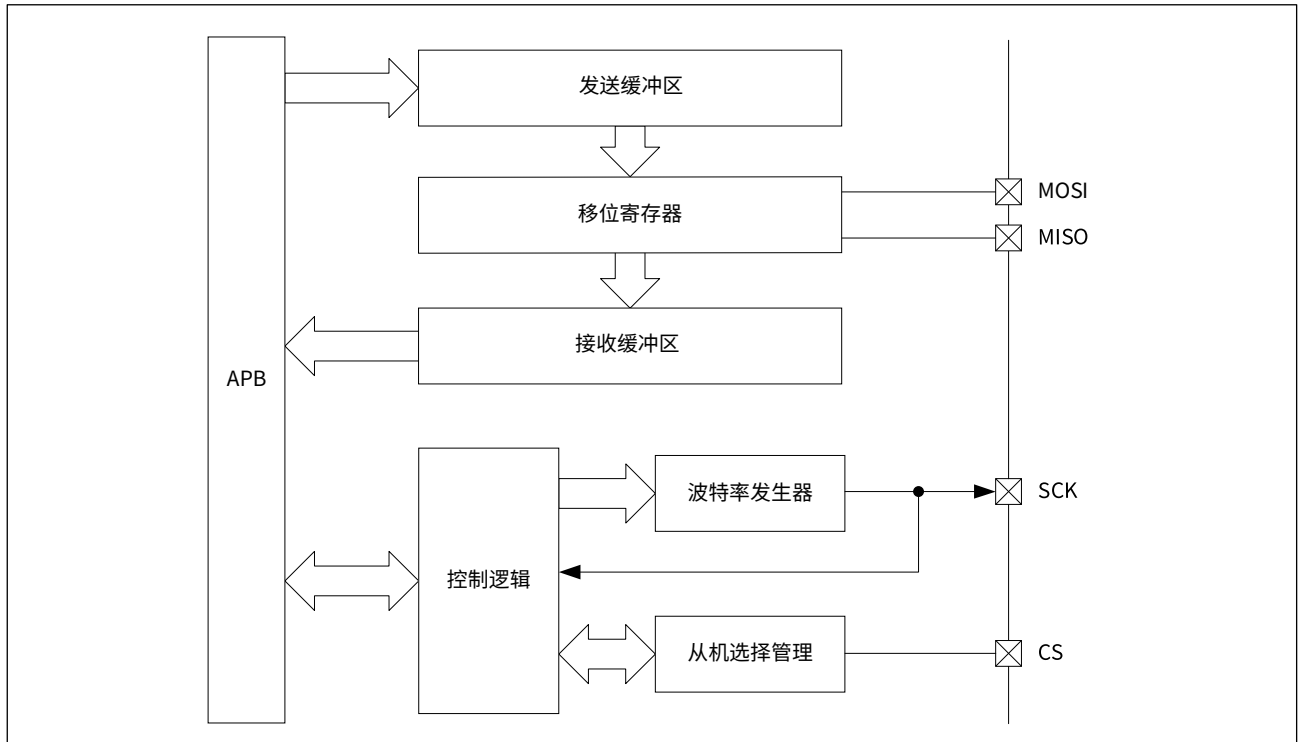 发送缓冲区
移位寄存器
MOSI
MISO
接收缓冲区
APB
波特率发生器
SCK
控制逻辑
从机选择管理
CS